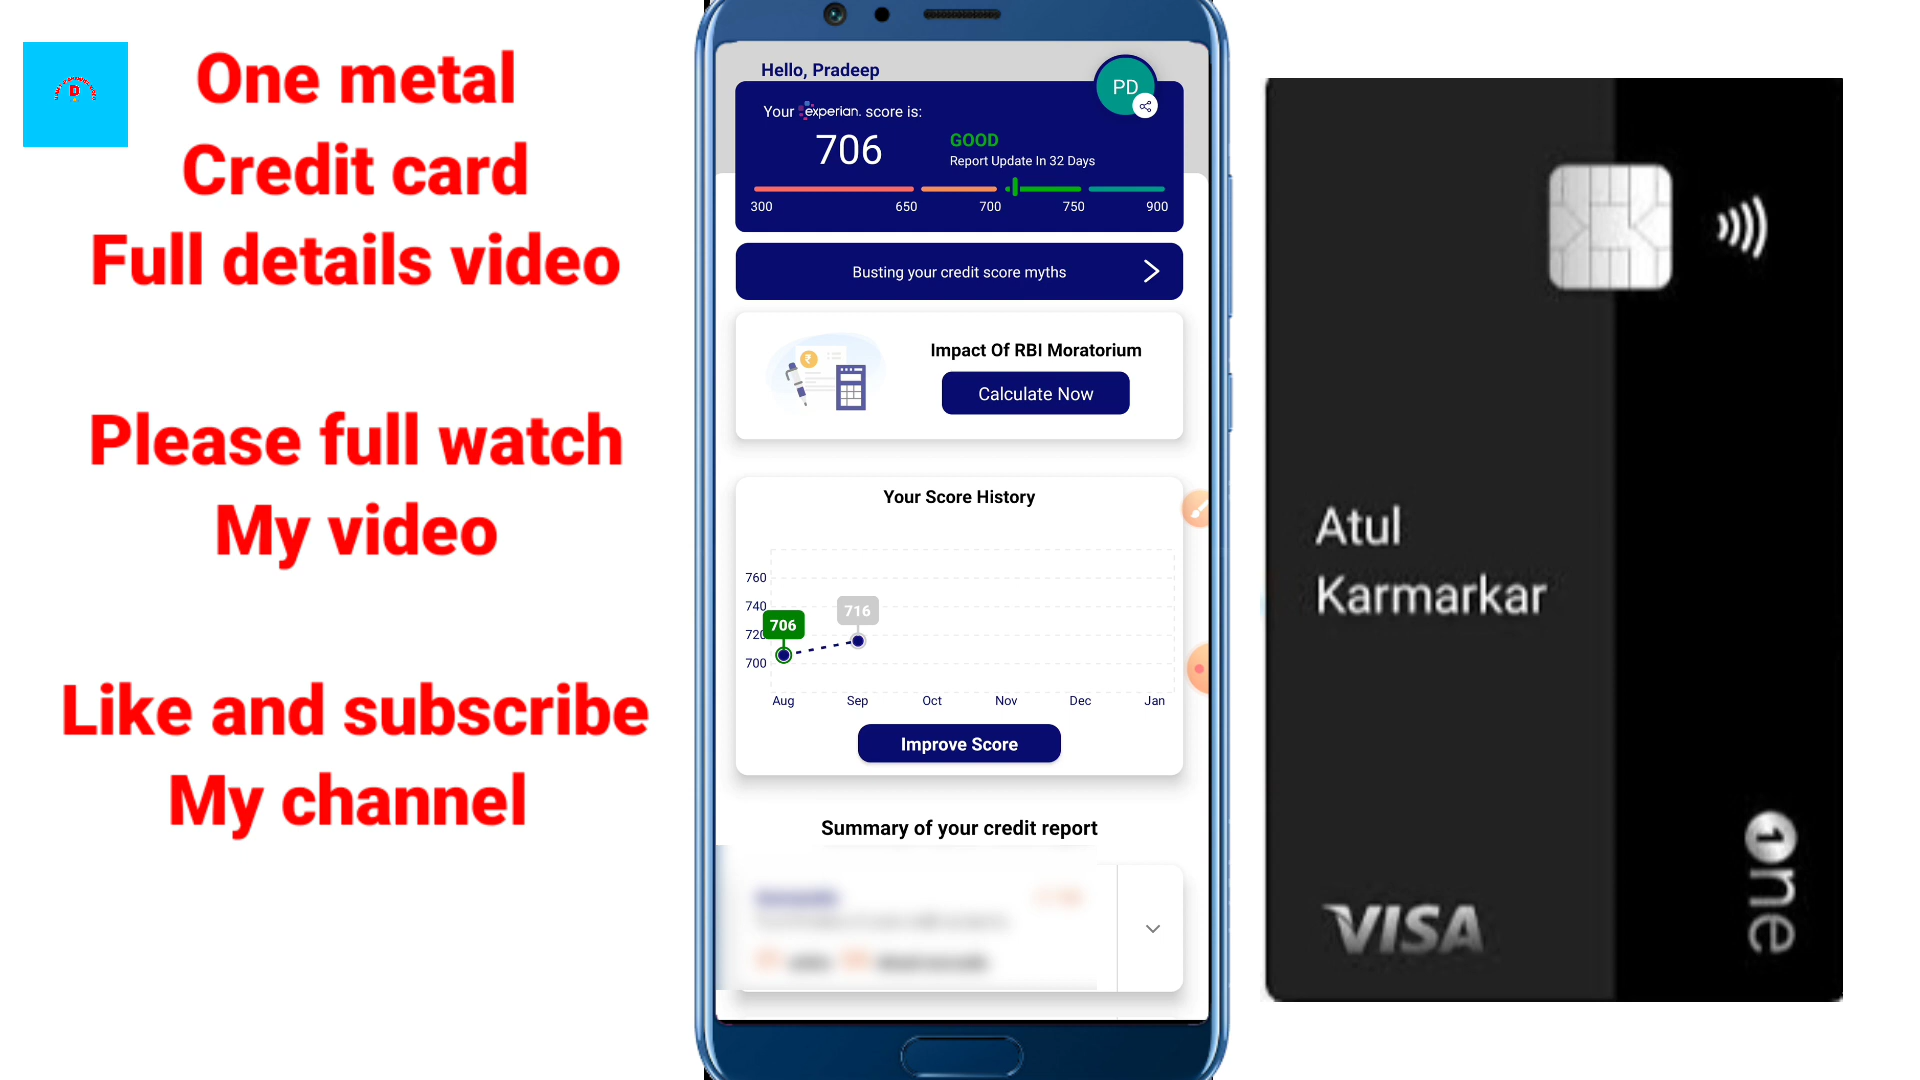 One metal
Credit card
Full details video
Please full watch
My video
Like and subscribe
My channel
Hello, Pradeep
PD
Your experian. score is:
706
GOOD
Report Update In 32 Days
300 650 700 750 900
Busting your credit score myths
Impact Of RBI Moratorium
Calculate Now
Your Score History
760
740
720
700
706
716
Aug Sep Oct Nov Dec Jan
Improve Score
Summary of your credit report
Atul
Karmarkar
VISA
1
One